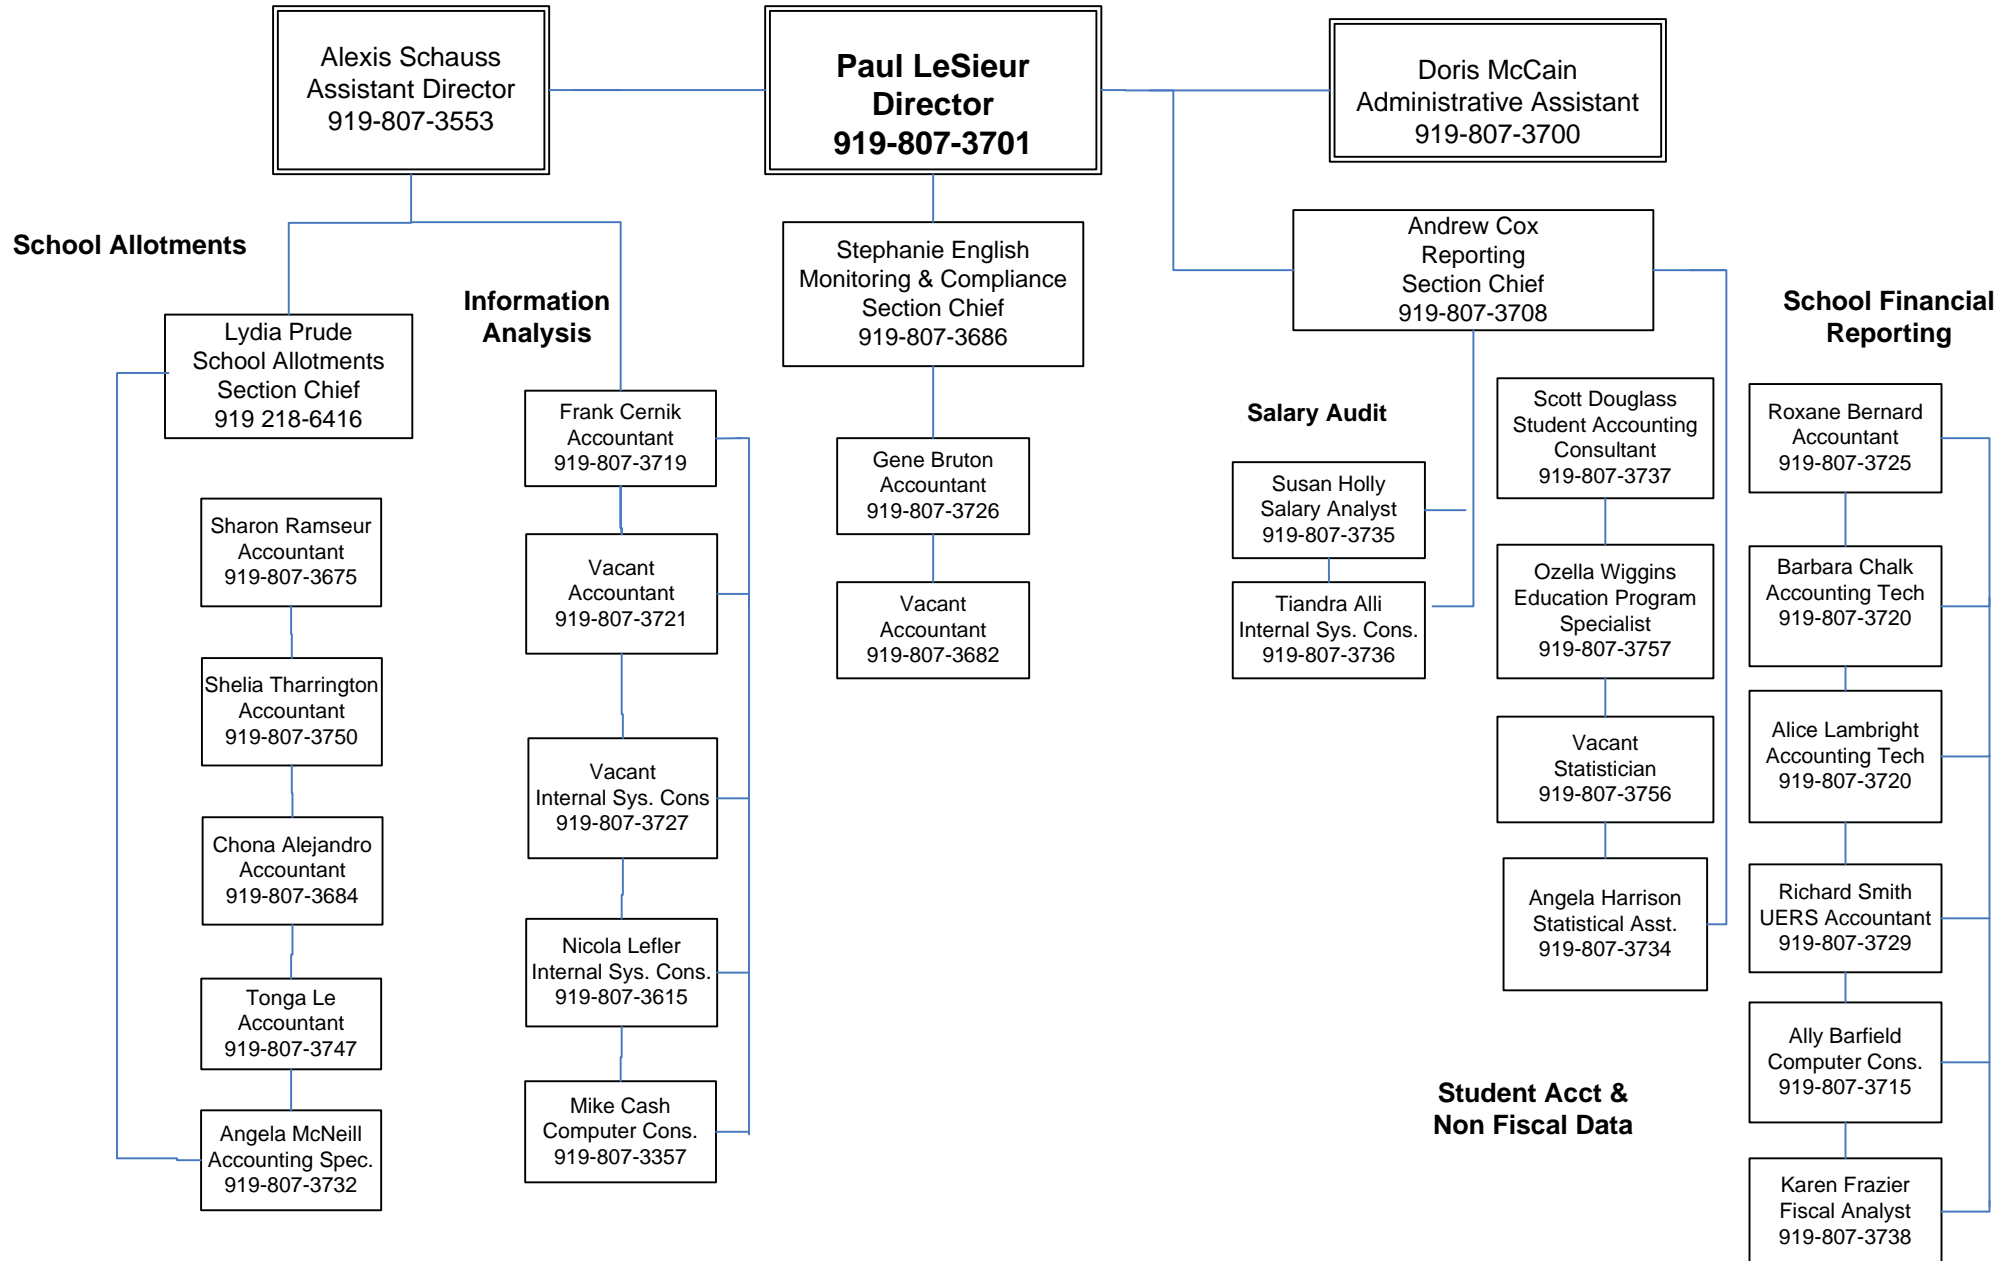 Alexis Schauss
Assistant Director
919-807-3553
Paul LeSieur
Director
919-807-3701
Doris McCain
Administrative Assistant
919-807-3700
School Allotments
Lydia Prude
School Allotments
Section Chief
919 218-6416
Sharon Ramseur
Accountant
919-807-3675
Shelia Tharrington
Accountant
919-807-3750
Chona Alejandro
Accountant
919-807-3684
Tonga Le
Accountant
919-807-3747
Angela McNeill
Accounting Spec.
919-807-3732
Information
Analysis
Frank Cernik
Accountant
919-807-3719
Vacant
Accountant
919-807-3721
Vacant
Internal Sys. Cons
919-807-3727
Nicola Lefler
Internal Sys. Cons.
919-807-3615
Mike Cash
Computer Cons.
919-807-3357
Stephanie English
Monitoring & Compliance
Section Chief
919-807-3686
Gene Bruton
Accountant
919-807-3726
Vacant
Accountant
919-807-3682
Andrew Cox
Reporting
Section Chief
919-807-3708
Salary Audit
Susan Holly
Salary Analyst
919-807-3735
Tiandra Alli
Internal Sys. Cons.
919-807-3736
Scott Douglass
Student Accounting
Consultant
919-807-3737
Ozella Wiggins
Education Program
Specialist
919-807-3757
Vacant
Statistician
919-807-3756
Angela Harrison
Statistical Asst.
919-807-3734
Student Acct &
Non Fiscal Data
School Financial
Reporting
Roxane Bernard
Accountant
919-807-3725
Barbara Chalk
Accounting Tech
919-807-3720
Alice Lambright
Accounting Tech
919-807-3720
Richard Smith
UERS Accountant
919-807-3729
Ally Barfield
Computer Cons.
919-807-3715
Karen Frazier
Fiscal Analyst
919-807-3738